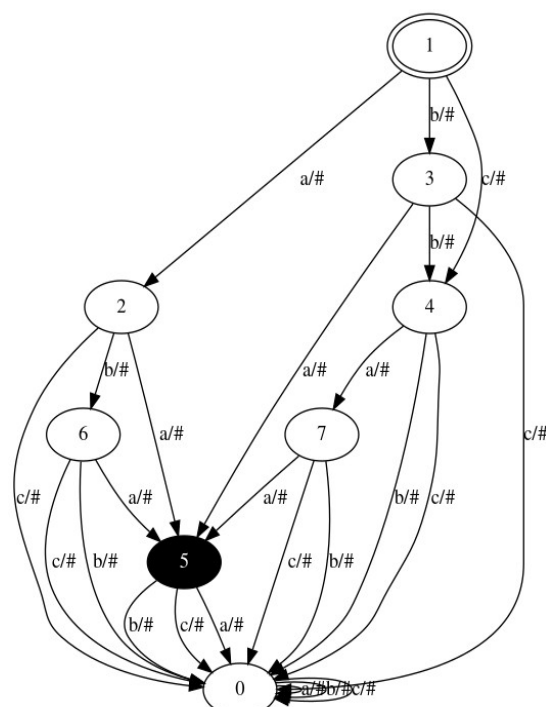 1
b/#
a/# c/#
3
b/#
2 4
b/# a/# a/#
6 7
a/# c/#
c/# a/# a/# b/# c/#
5
c/# b/# c/# b/#
b/# c/# a/#
0 a/# b/# c/#